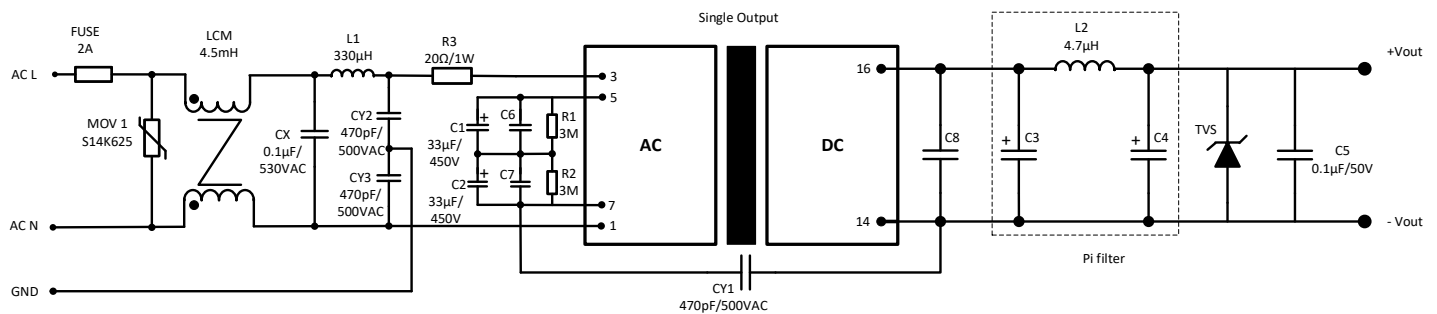 Single Output
FUSE
2A
LCM
4.5mH
L1
330µH
R3
20Ω/1W
L2
4.7µH
AC L
MOV 1
S14K625
CX
0.1µF/
530VAC
CY2
470pF/
500VAC
CY3
470pF/
500VAC
C1
33µF/
450V
C2
33µF/
450V
+
+
C6
C7
R1
3M
R2
3M
3
5
7
1
AC
DC
16
14
C8
+
C3
+
C4
TVS
C5
0.1µF/50V
+Vout
- Vout
AC N
GND
CY1
470pF/500VAC
Pi filter